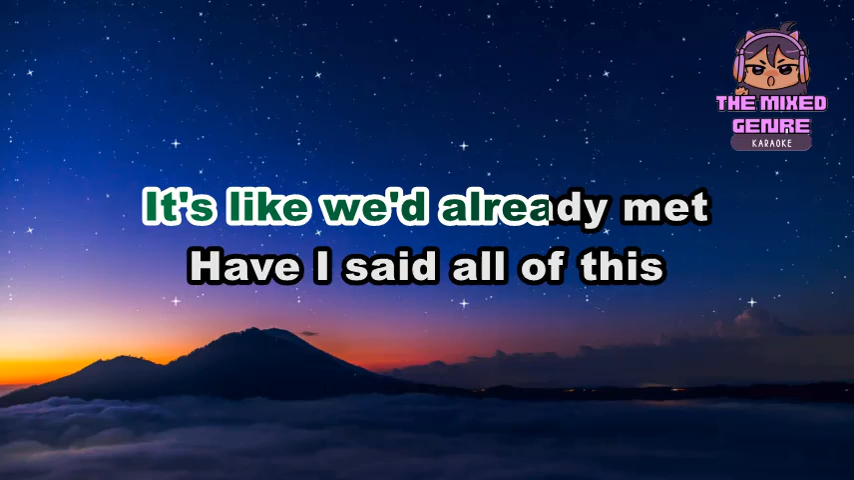 THE MIXED
GENRE
KARAOKE
It's like we'd already met
Have I said all of this